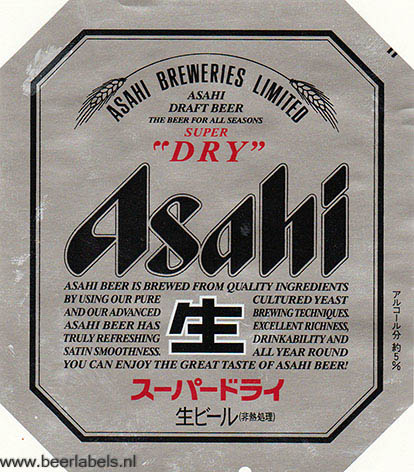 ASAHI BREWERIES LIMITED
ASAHI
DRAFT BEER
THE BEER FOR ALL SEASONS
SUPER
"DRY"
Asahi
ASAHI BEER IS BREWED FROM QUALITY INGREDIENTS
BY USING OUR PURE CULTURED YEAST
AND OUR ADVANCED BREWING TECHNIQUES.
ASAHI BEER HAS EXCELLENT RICHNESS,
TRULY REFRESHING DRINKABILITY AND
SATIN SMOOTHNESS. ALL YEAR ROUND
YOU CAN ENJOY THE GREAT TASTE OF ASAHI BEER!
生
スーパードライ
生ビール(非熱処理)
アルコール分 約5%
www.beerlabels.nl